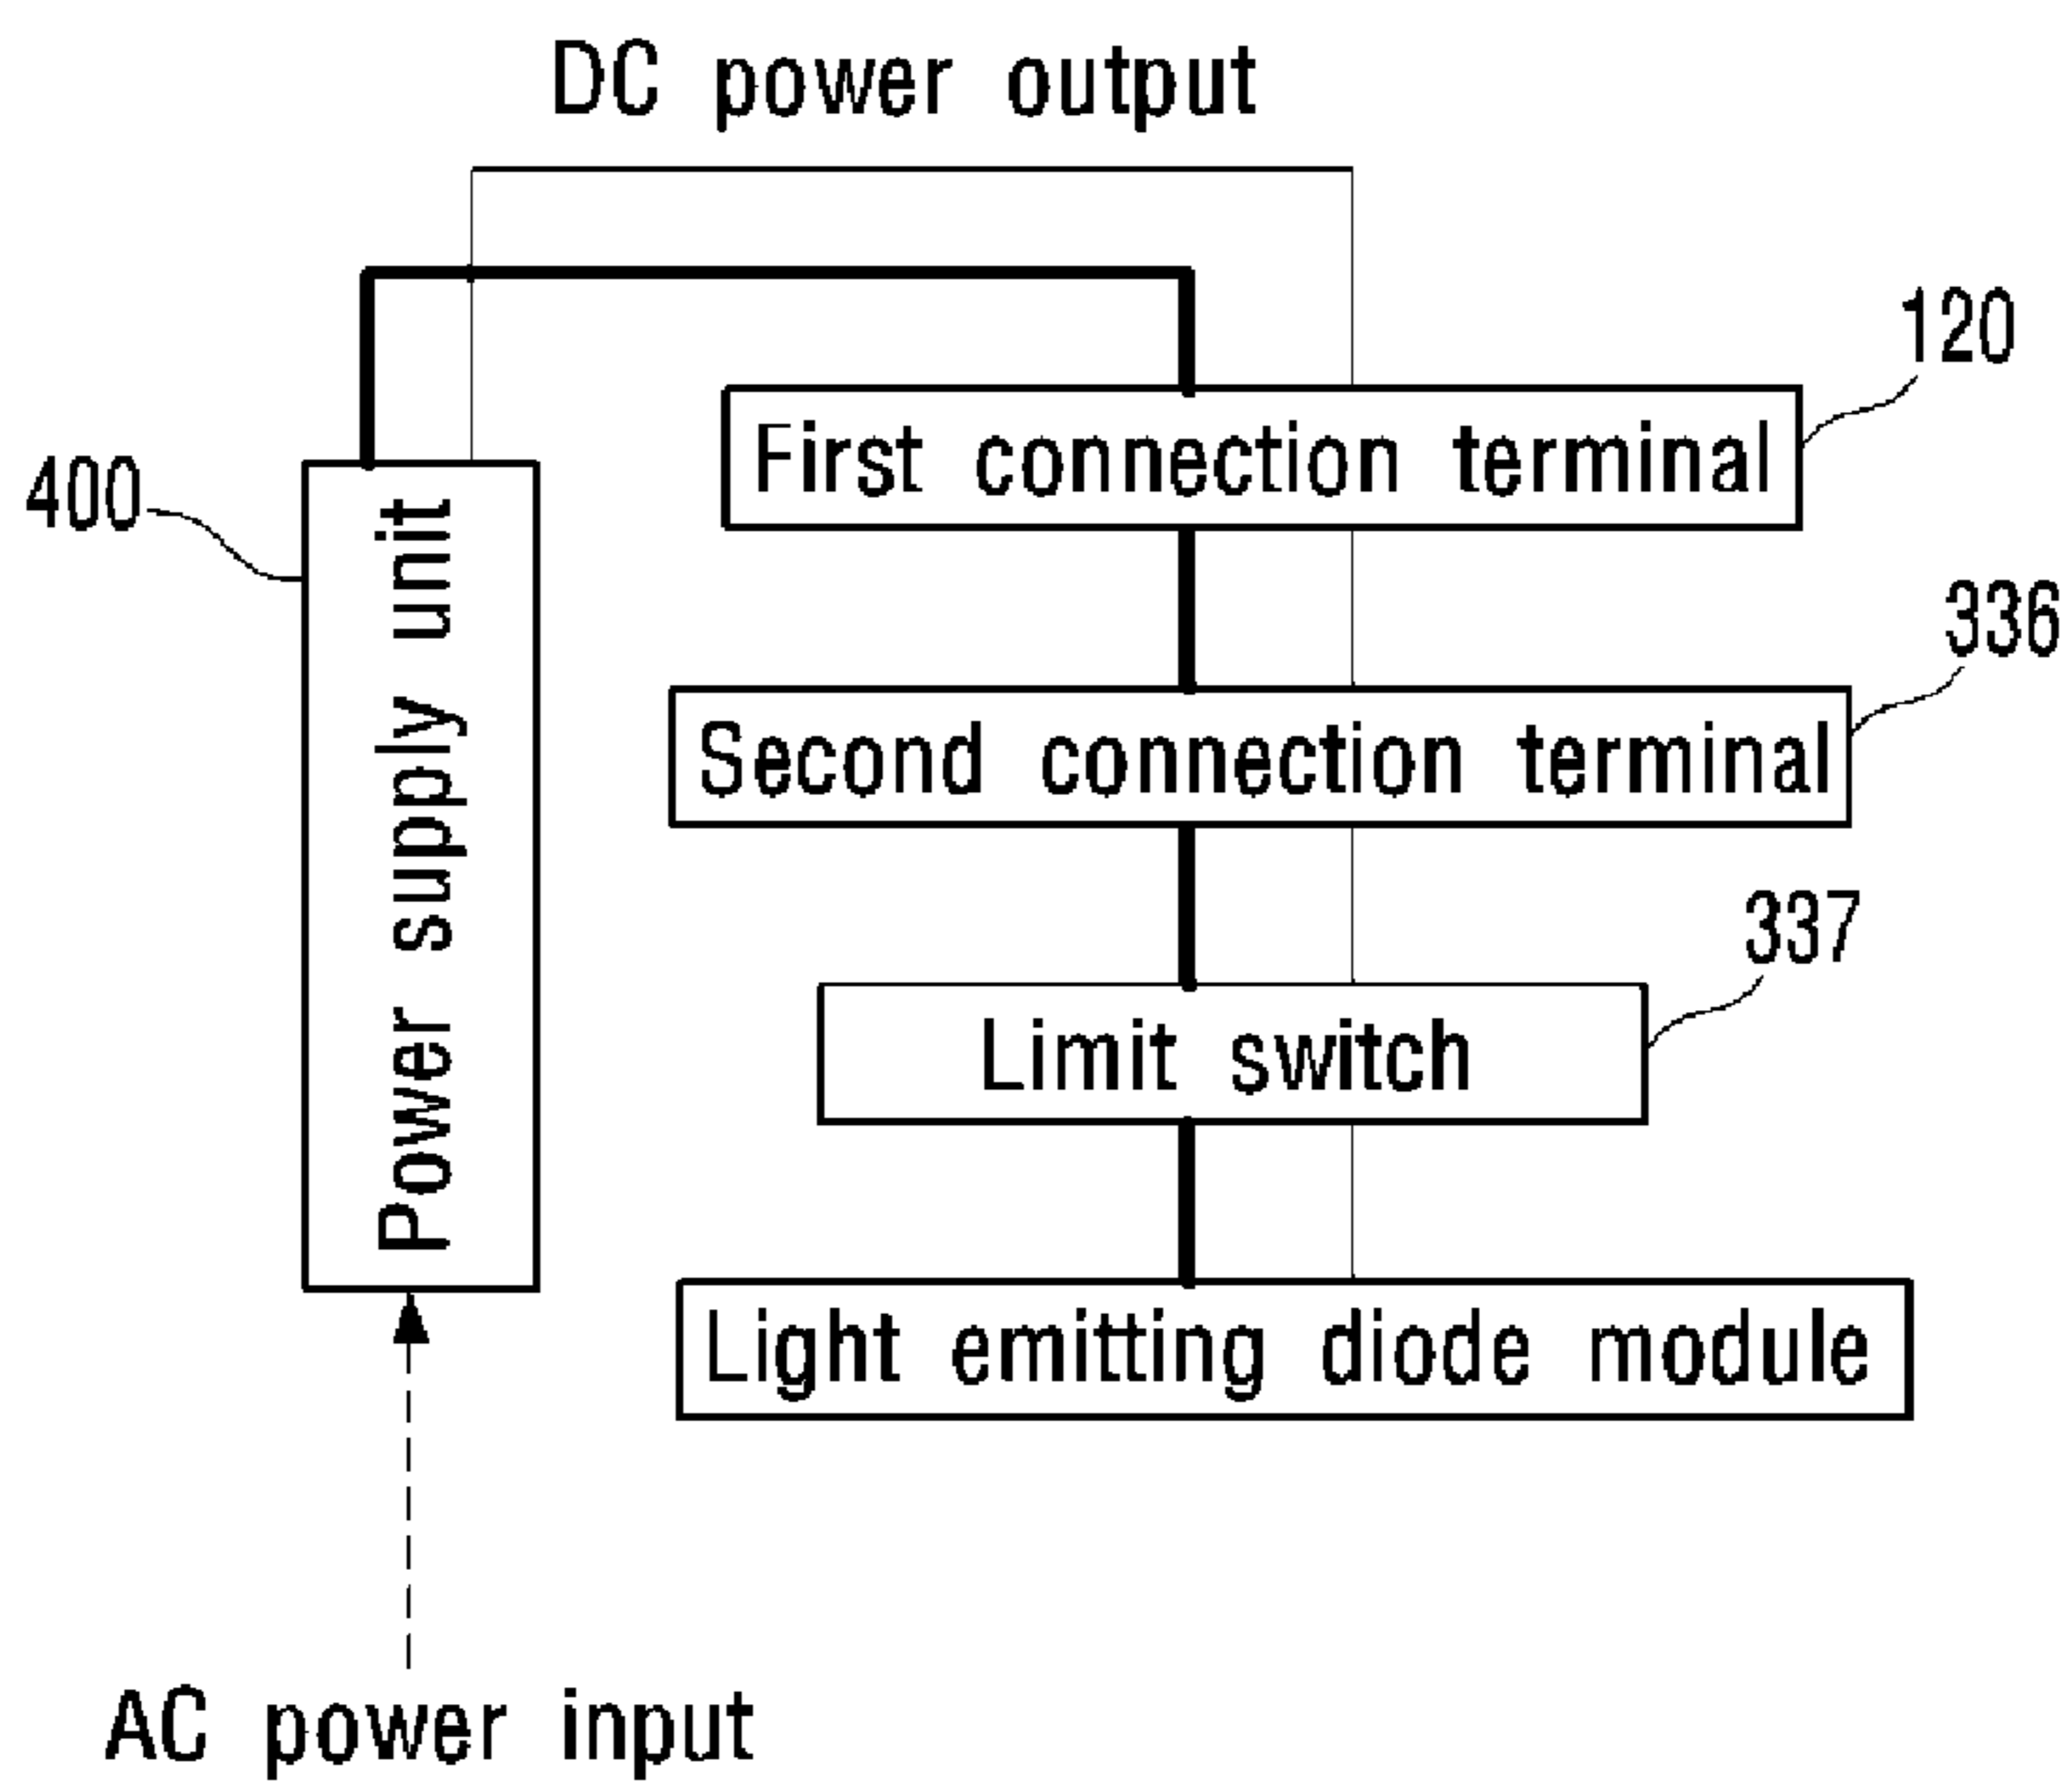 DC power output
120
First connection terminal
400
Power supply unit
336
Second connection terminal
337
Limit switch
Light emitting diode module
AC power input